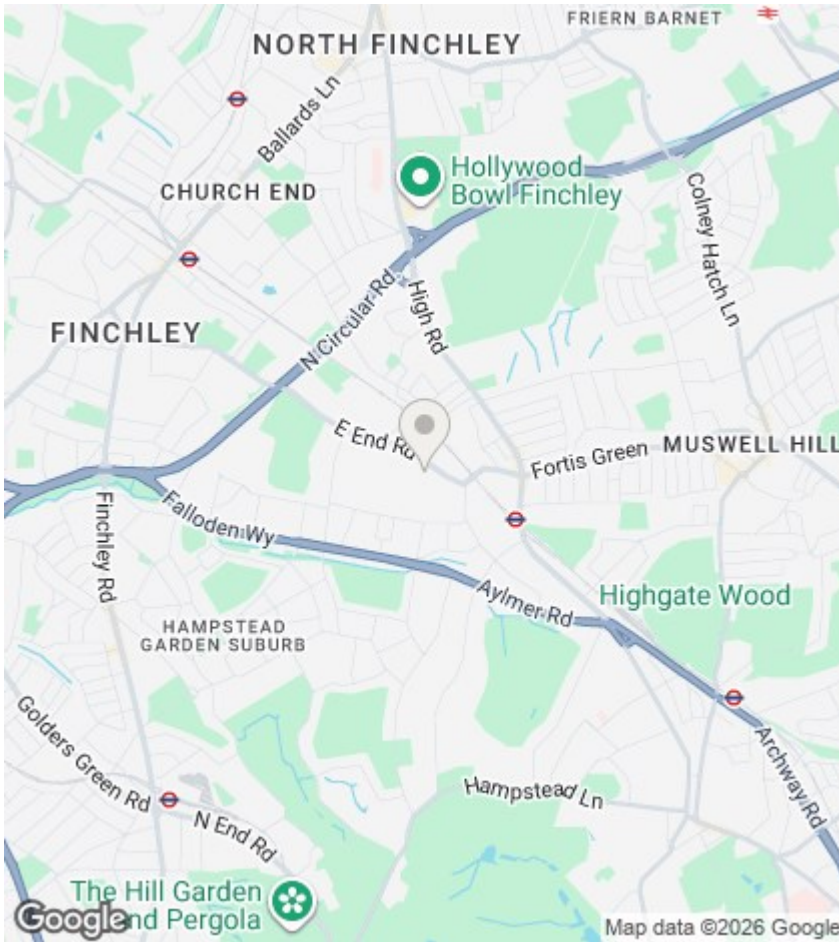 FRIERN BARNET
NORTH FINCHLEY
Ballards Ln
Hollywood
Bowl Finchley
CHURCH END
Colney Hatch Ln
N Circular Rd
High Rd
FINCHLEY
E End Rd
Fortis Green
MUSWELL HILL
Finchley Rd
Falloden Wy
Aylmer Rd
Highgate Wood
HAMPSTEAD
GARDEN SUBURB
Golders Green Rd
N End Rd
Hampstead Ln
Archway Rd
The Hill Garden
and Pergola
Google
Map data ©2026 Google